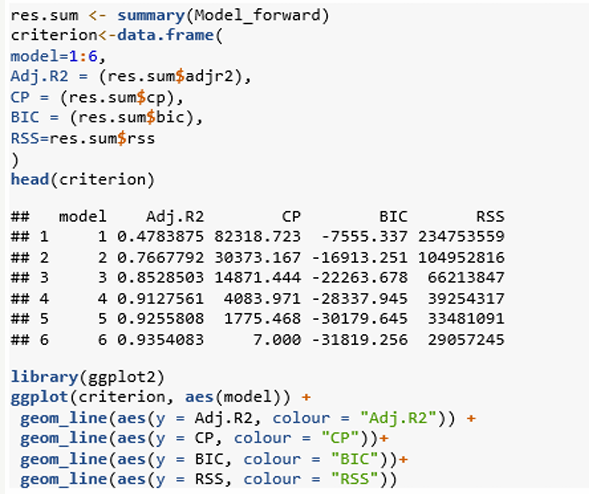 res.sum <- summary(Model_forward)
criterion<-data.frame(
model=1:6,
Adj.R2 = (res.sum$adjr2),
CP = (res.sum$cp),
BIC = (res.sum$bic),
RSS=res.sum$rss
)
head(criterion)
##   model    Adj.R2        CP        BIC       RSS
## 1     1 0.4783875 82318.723  -7555.337 234753559
## 2     2 0.7667792 30373.167 -16913.251 104952816
## 3     3 0.8528503 14871.444 -22263.678  66213847
## 4     4 0.9127561  4083.971 -28337.945  39254317
## 5     5 0.9255808  1775.468 -30179.645  33481091
## 6     6 0.9354083     7.000 -31819.256  29057245
library(ggplot2)
ggplot(criterion, aes(model)) +
 geom_line(aes(y = Adj.R2, colour = "Adj.R2")) +
 geom_line(aes(y = CP, colour = "CP"))+
 geom_line(aes(y = BIC, colour = "BIC"))+
 geom_line(aes(y = RSS, colour = "RSS"))